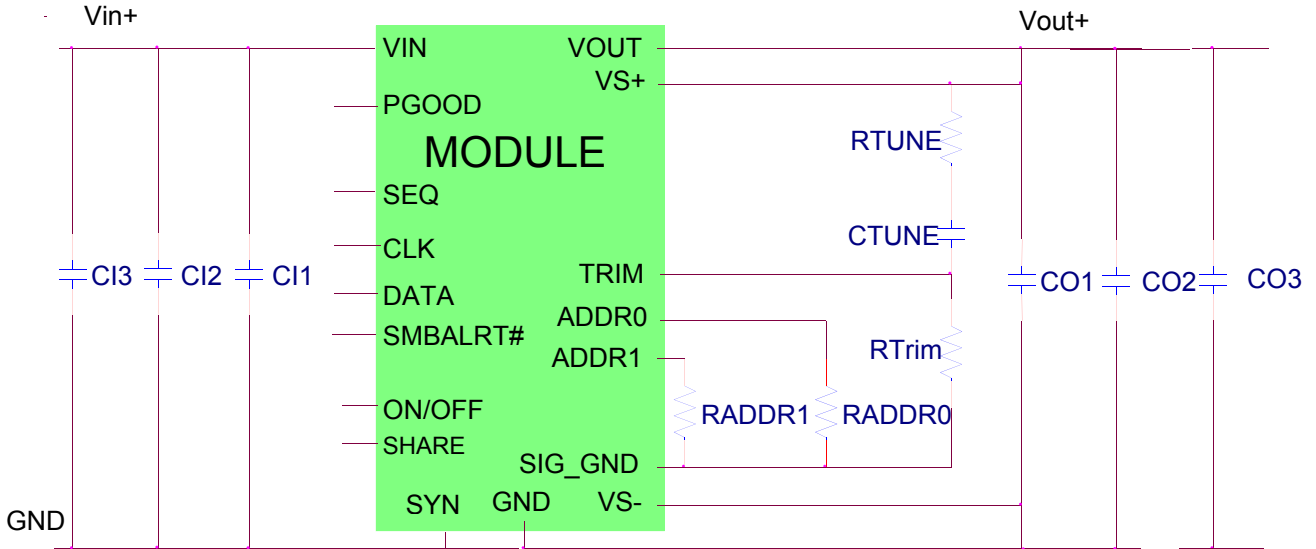 Vin+
Vout+
VIN
VOUT
VS+
PGOOD
MODULE
RTUNE
SEQ
CTUNE
CLK
TRIM
CI3
CI2
CI1
CO1
CO2
CO3
DATA
ADDR0
SMBALRT#
ADDR1
RTrim
ON/OFF
RADDR1
RADDR0
SHARE
SIG_GND
SYN
GND
VS-
GND